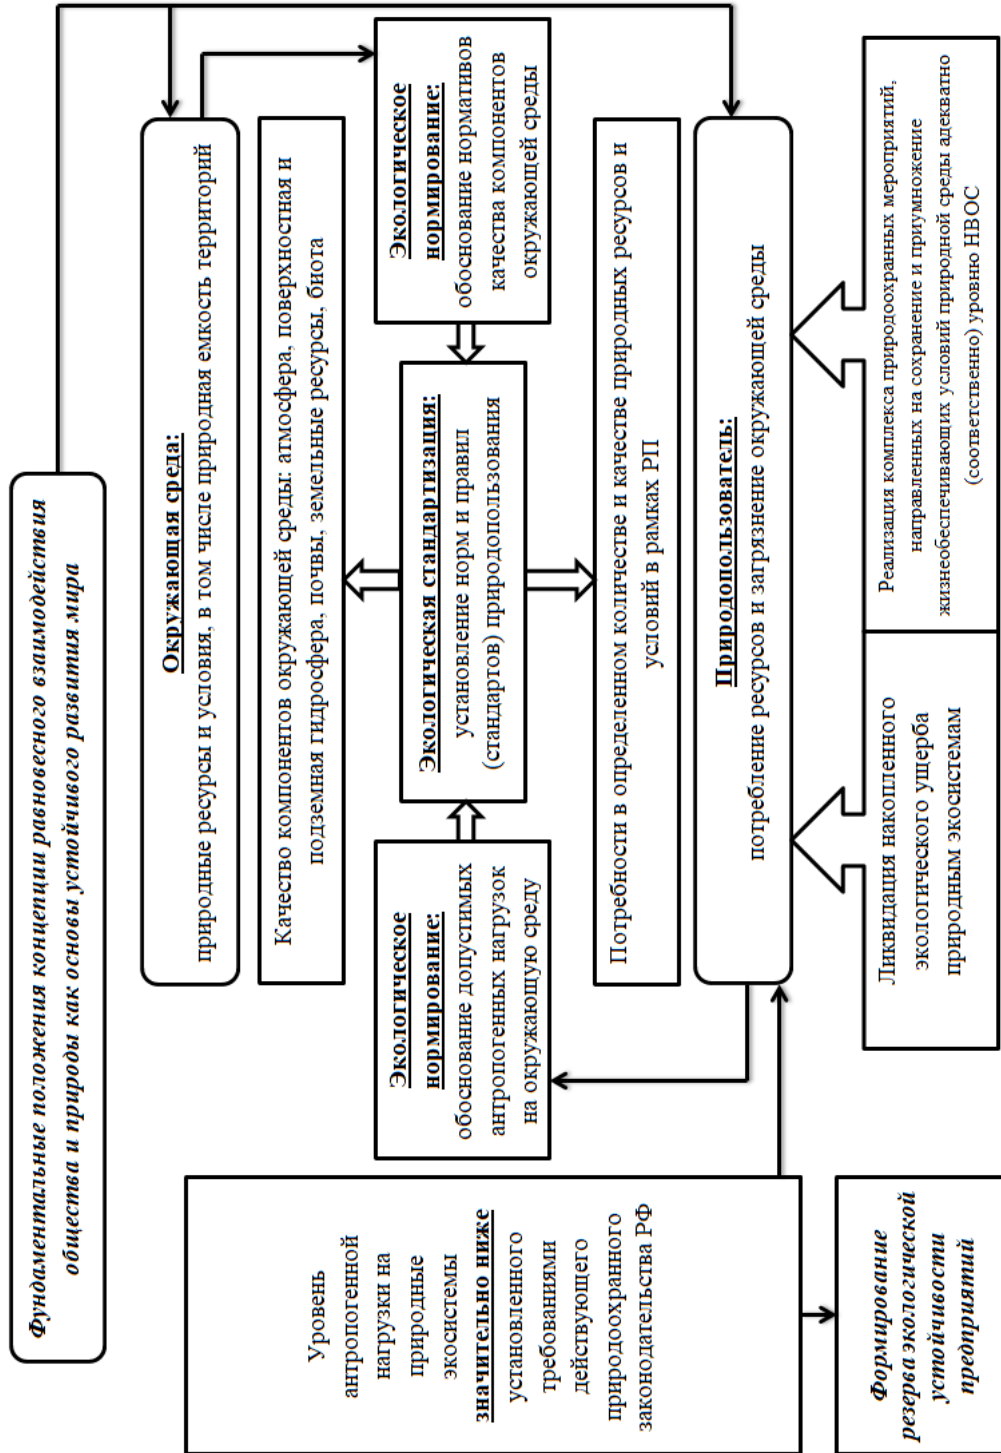 Фундаментальные положения концепции равновесного взаимодействия
общества и природы как основы устойчивого развития мира
Окружающая среда:
природные ресурсы и условия, в том числе природная емкость территорий
Качество компонентов окружающей среды: атмосфера, поверхностная и
подземная гидросфера, почвы, земельные ресурсы, биота
Экологическое
нормирование:
обоснование допустимых
антропогенных нагрузок
на окружающую среду
Экологическая стандартизация:
установление норм и правил
(стандартов) природопользования
Экологическое
нормирование:
обоснование нормативов
качества компонентов
окружающей среды
Потребности в определенном количестве и качестве природных ресурсов и
условий в рамках РП
Природопользователь:
потребление ресурсов и загрязнение окружающей среды
Уровень
антропогенной
нагрузки на
природные
экосистемы
значительно ниже
установленного
требованиями
действующего
природоохранного
законодательства РФ
Формирование
резерва экологической
устойчивости
предприятий
Ликвидация накопленного
экологического ущерба
природным экосистемам
Реализация комплекса природоохранных мероприятий,
направленных на сохранение и приумножение
жизнеобеспечивающих условий природной среды адекватно
(соответственно) уровню НВОС